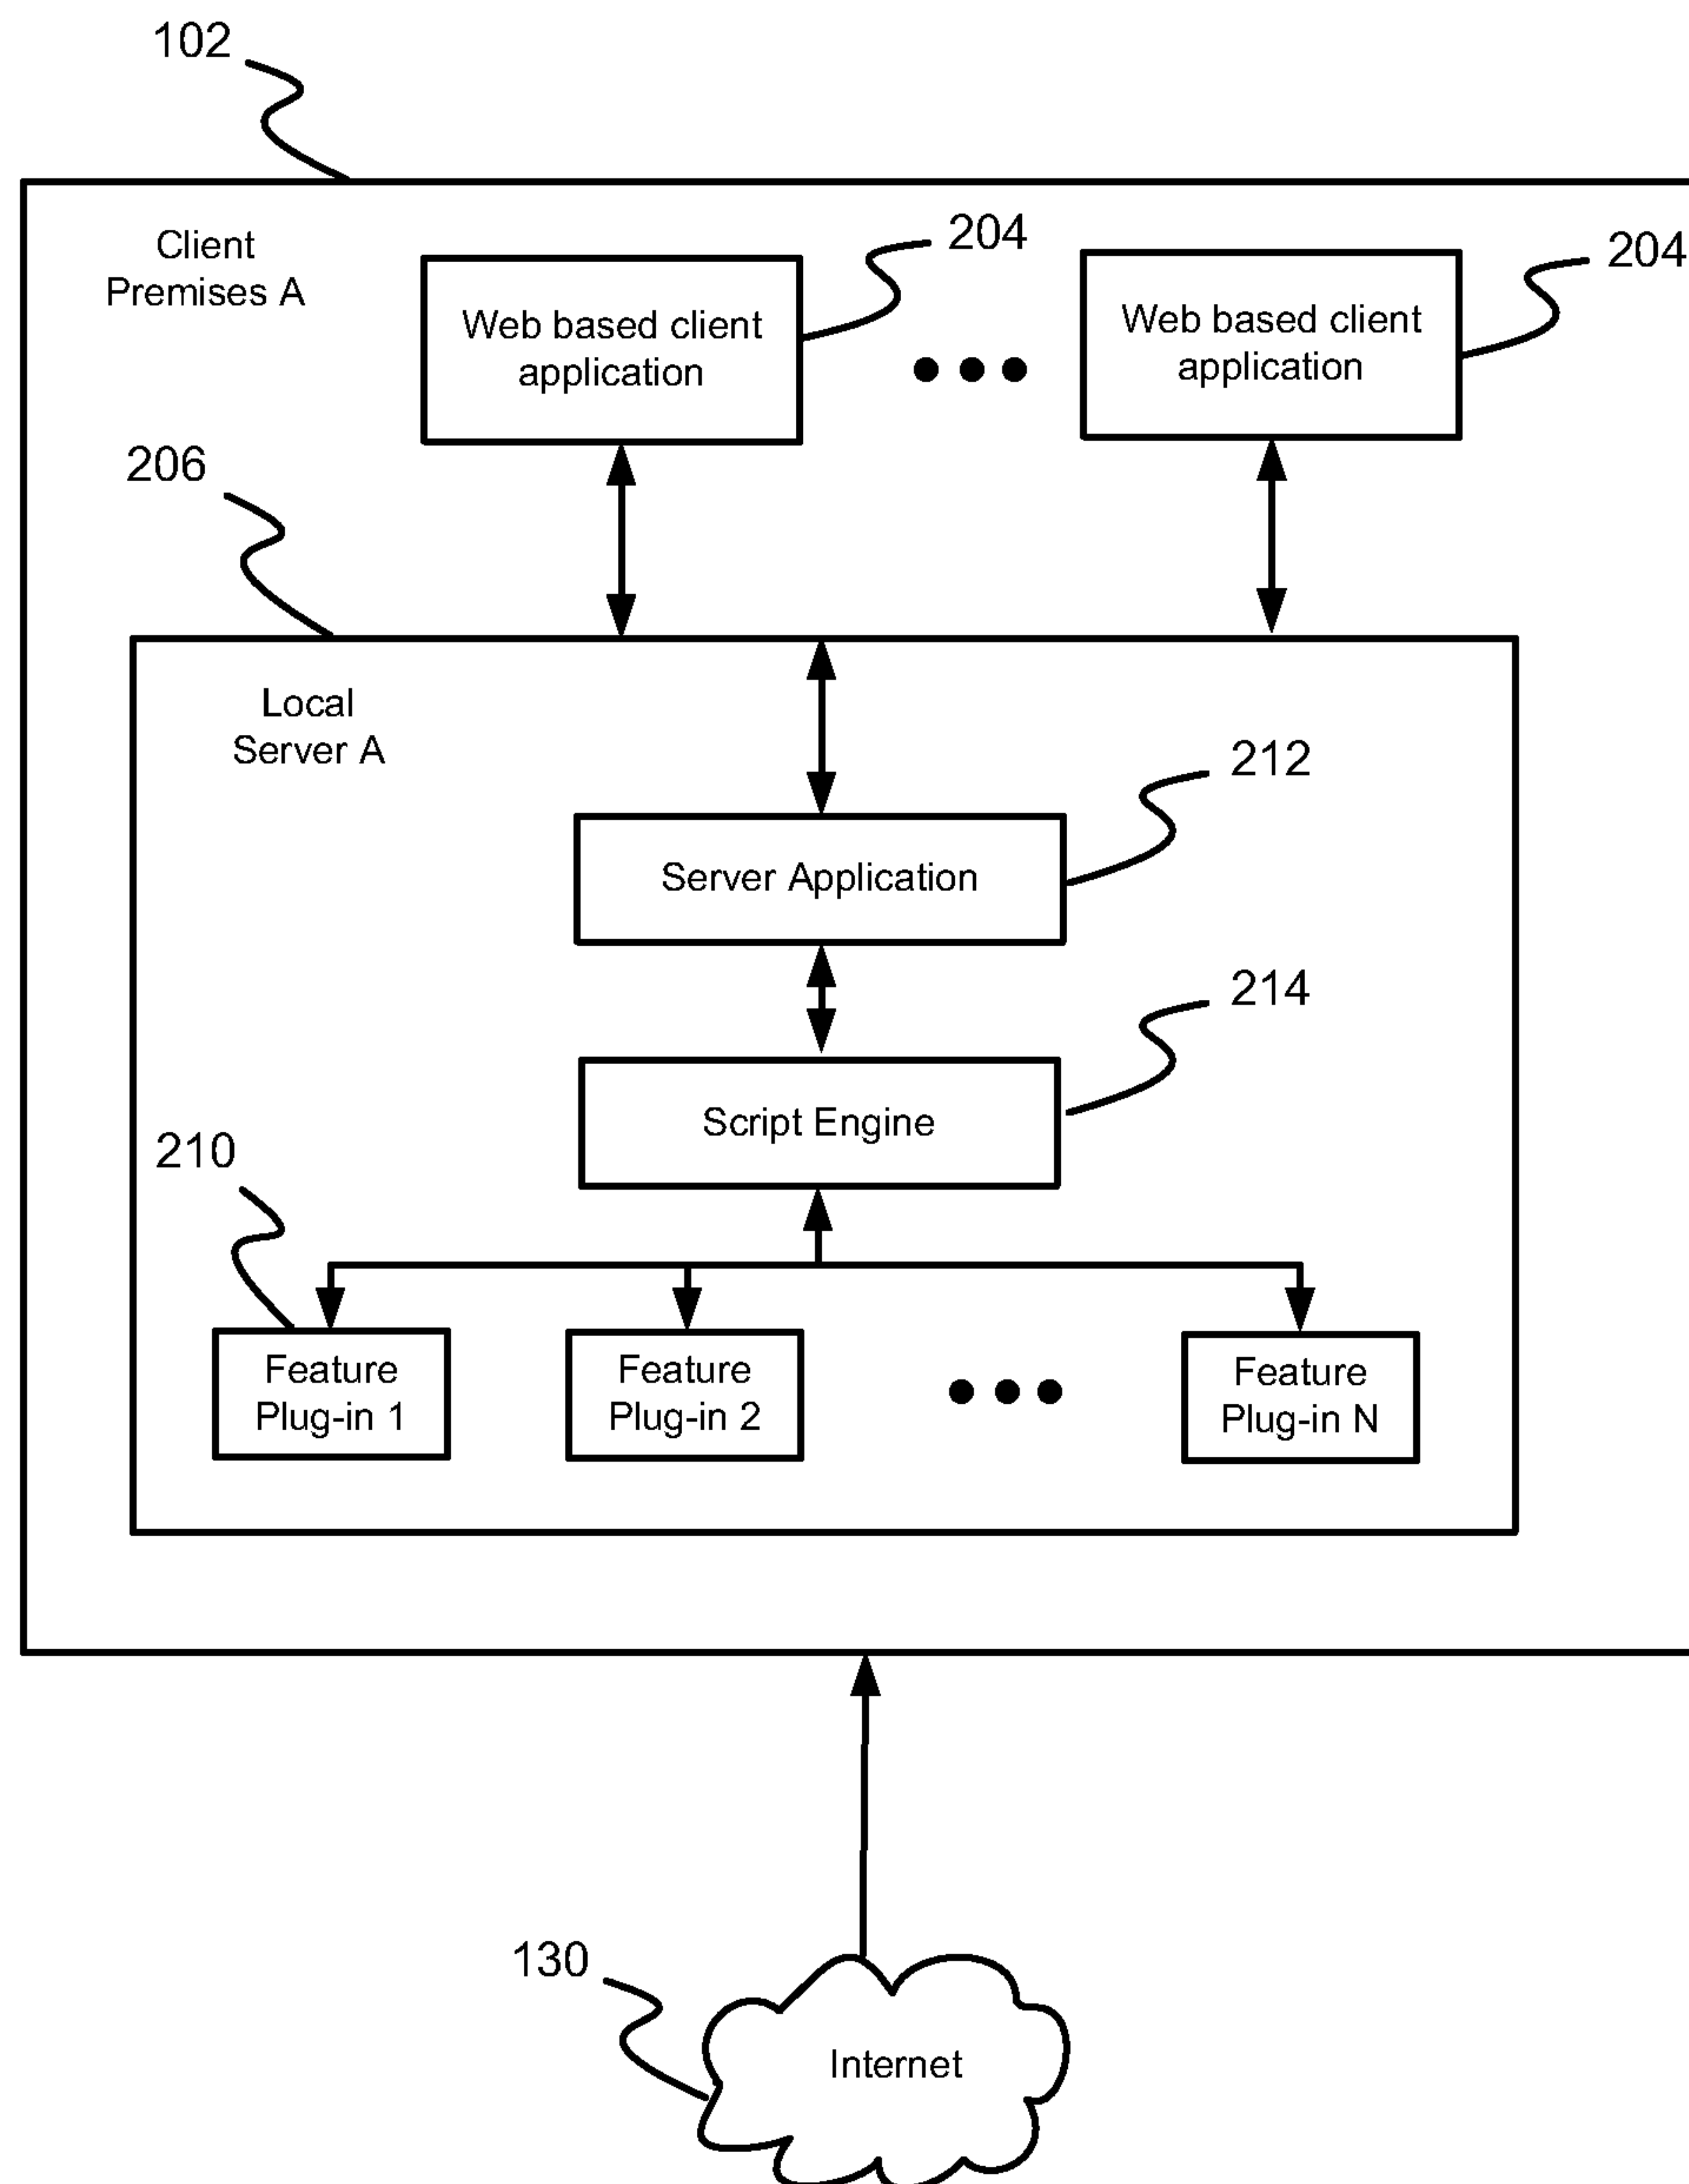 102
Client
Premises A
204
204
Web based client
application
Web based client
application
206
Local
Server A
212
Server Application
214
Script Engine
210
Feature
Plug-in 1
Feature
Plug-in 2
Feature
Plug-in N
130
Internet